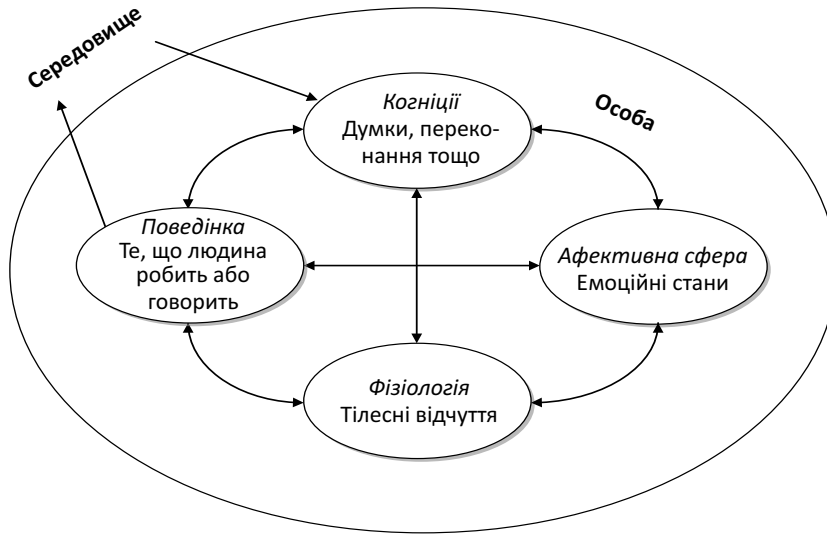 Середовище
Когніції
Думки, переко-
нання тощо
Особа
Поведінка
Те, що людина
робить або
говорить
Афективна сфера
Емоційні стани
Фізіологія
Тілесні відчуття